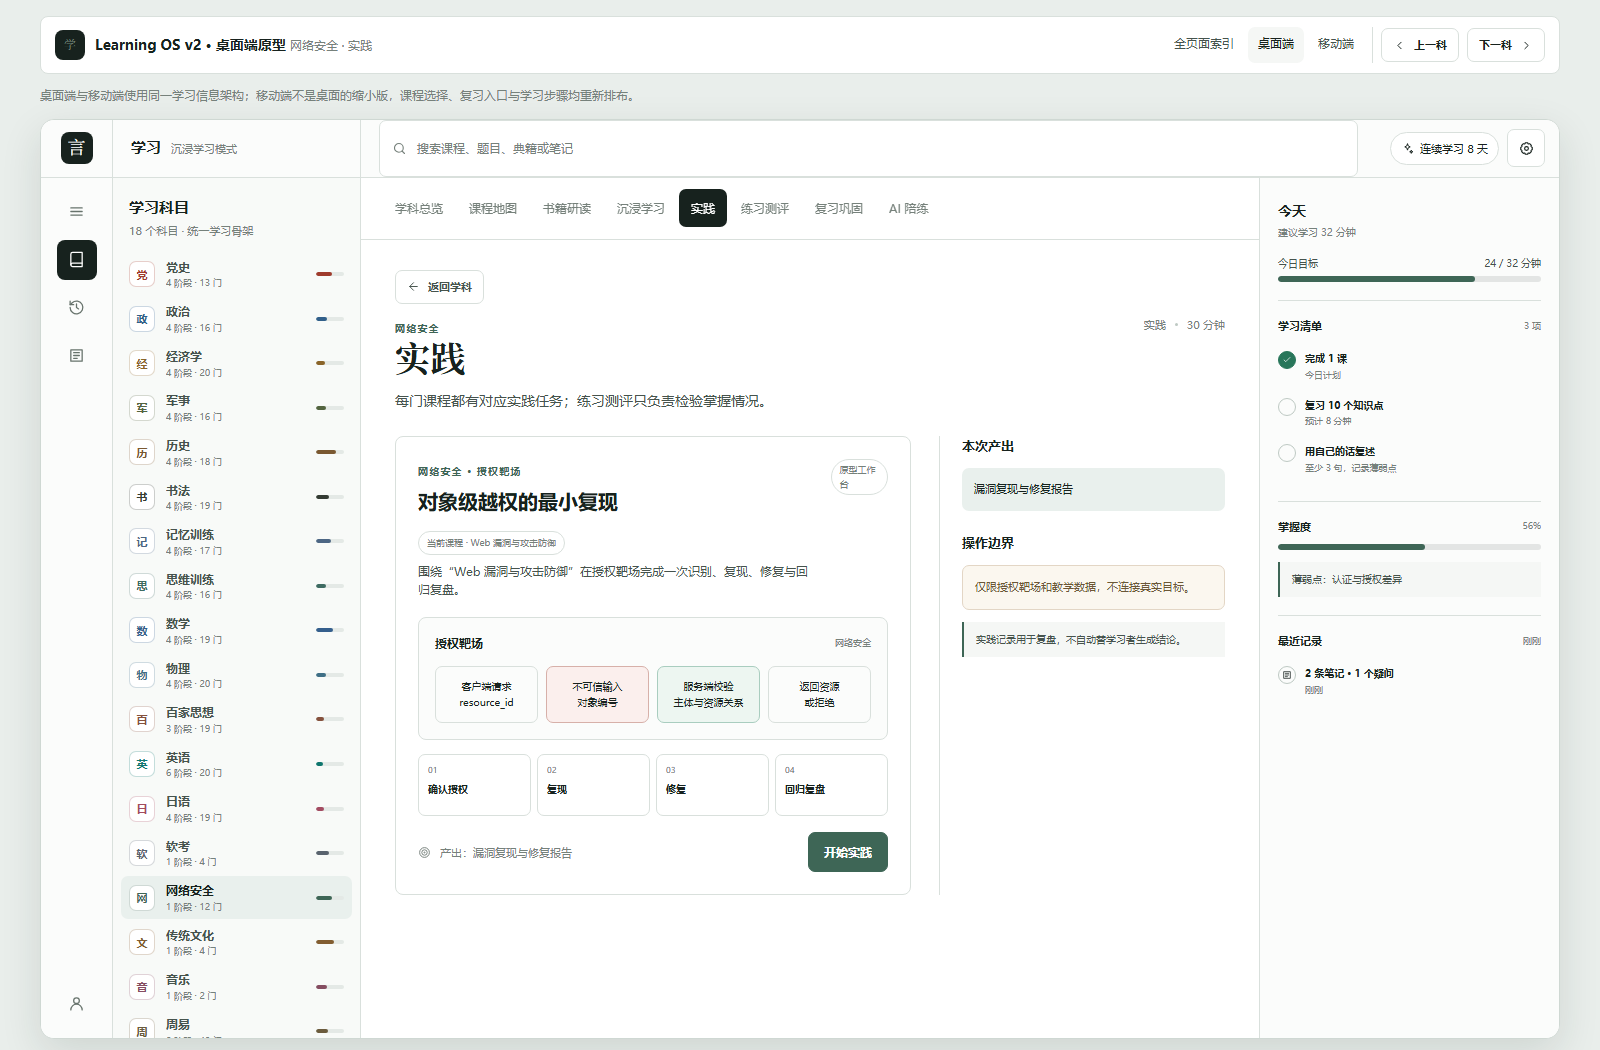 学 Learning OS v2 • 桌面端原型 网络安全 · 实践
全页面索引 桌面端 移动端 上一科 下一科
桌面端与移动端使用同一学习信息架构；移动端不是桌面的缩小版，课程选择、复习入口与学习步骤均重新排布。
言 学习 沉浸学习模式
搜索课程、题目、典籍或笔记
连续学习 8 天
学习科目
18 个科目 · 统一学习骨架
党 党史
4 阶段 · 13 门
政 政治
4 阶段 · 16 门
经 经济学
4 阶段 · 20 门
军 军事
4 阶段 · 16 门
历 历史
4 阶段 · 18 门
书 书法
4 阶段 · 19 门
记 记忆训练
4 阶段 · 17 门
思 思维训练
4 阶段 · 16 门
数 数学
4 阶段 · 19 门
物 物理
4 阶段 · 20 门
百 百家思想
3 阶段 · 19 门
英 英语
6 阶段 · 20 门
日 日语
4 阶段 · 19 门
软 软考
1 阶段 · 4 门
网 网络安全
1 阶段 · 12 门
文 传统文化
1 阶段 · 4 门
音 音乐
1 阶段 · 2 门
周 周易
学科总览 课程地图 书籍研读 沉浸学习 实践 练习测评 复习巩固 AI 陪练
返回学科
网络安全
实践
实践 • 30 分钟
每门课程都有对应实践任务；练习测评只负责检验掌握情况。
网络安全 • 授权靶场
原型工作
台
对象级越权的最小复现
当前课程 · Web 漏洞与攻击防御
围绕“Web 漏洞与攻击防御”在授权靶场完成一次识别、复现、修复与回
归复盘。
授权靶场 网络安全
客户端请求
resource_id
不可信输入
对象编号
服务端校验
主体与资源关系
返回资源
或拒绝
01
确认授权
02
复现
03
修复
04
回归复盘
产出：漏洞复现与修复报告
开始实践
本次产出
漏洞复现与修复报告
操作边界
仅限授权靶场和教学数据，不连接真实目标。
实践记录用于复盘，不自动替学习者生成结论。
今天
建议学习 32 分钟
今日目标 24 / 32 分钟
学习清单 3 项
完成 1 课
今日计划
复习 10 个知识点
预计 8 分钟
用自己的话复述
至少 3 句，记录薄弱点
掌握度 56%
薄弱点：认证与授权差异
最近记录 刚刚
2 条笔记 • 1 个疑问
刚刚